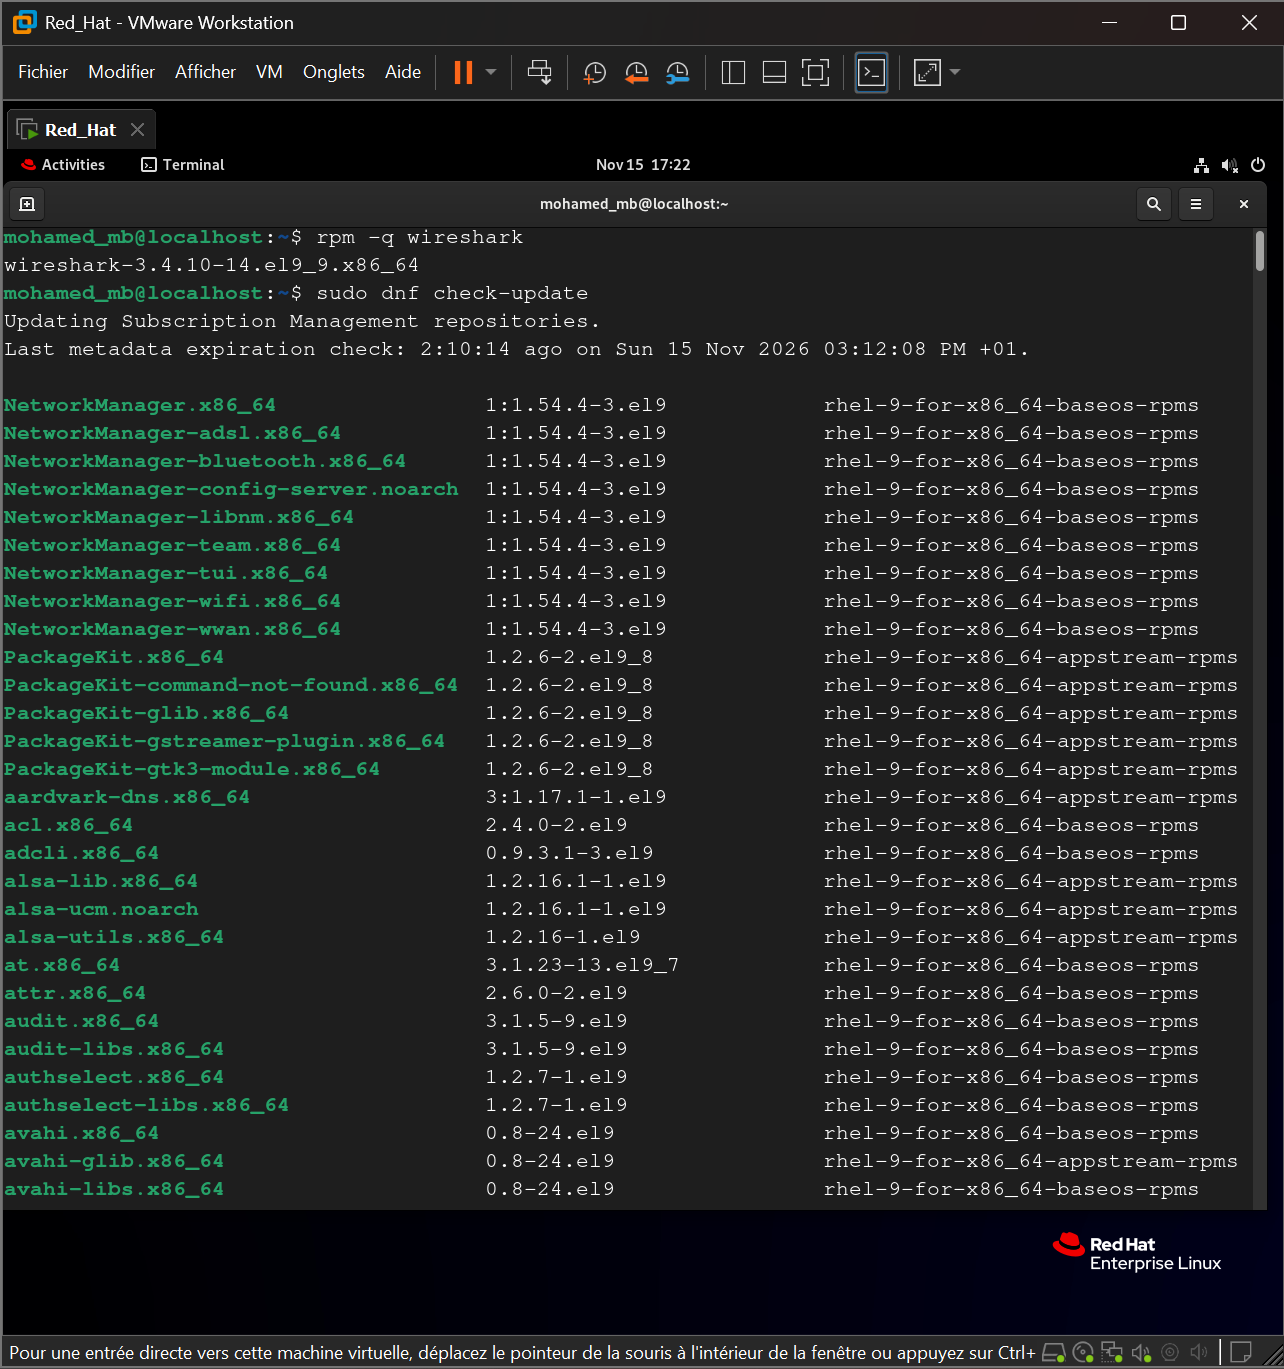 Red_Hat - VMware Workstation
Fichier Modifier Afficher VM Onglets Aide
Red_Hat
Activities Terminal Nov 15 17:22
mohamed_mb@localhost:~
mohamed_mb@localhost:~$ rpm -q wireshark
wireshark-3.4.10-14.el9_9.x86_64
mohamed_mb@localhost:~$ sudo dnf check-update
Updating Subscription Management repositories.
Last metadata expiration check: 2:10:14 ago on Sun 15 Nov 2026 03:12:08 PM +01.
NetworkManager.x86_64 1:1.54.4-3.el9 rhel-9-for-x86_64-baseos-rpms
NetworkManager-adsl.x86_64 1:1.54.4-3.el9 rhel-9-for-x86_64-baseos-rpms
NetworkManager-bluetooth.x86_64 1:1.54.4-3.el9 rhel-9-for-x86_64-baseos-rpms
NetworkManager-config-server.noarch 1:1.54.4-3.el9 rhel-9-for-x86_64-baseos-rpms
NetworkManager-libnm.x86_64 1:1.54.4-3.el9 rhel-9-for-x86_64-baseos-rpms
NetworkManager-team.x86_64 1:1.54.4-3.el9 rhel-9-for-x86_64-baseos-rpms
NetworkManager-tui.x86_64 1:1.54.4-3.el9 rhel-9-for-x86_64-baseos-rpms
NetworkManager-wifi.x86_64 1:1.54.4-3.el9 rhel-9-for-x86_64-baseos-rpms
NetworkManager-wwan.x86_64 1:1.54.4-3.el9 rhel-9-for-x86_64-baseos-rpms
PackageKit.x86_64 1.2.6-2.el9_8 rhel-9-for-x86_64-appstream-rpms
PackageKit-command-not-found.x86_64 1.2.6-2.el9_8 rhel-9-for-x86_64-appstream-rpms
PackageKit-glib.x86_64 1.2.6-2.el9_8 rhel-9-for-x86_64-appstream-rpms
PackageKit-gstreamer-plugin.x86_64 1.2.6-2.el9_8 rhel-9-for-x86_64-appstream-rpms
PackageKit-gtk3-module.x86_64 1.2.6-2.el9_8 rhel-9-for-x86_64-appstream-rpms
aardvark-dns.x86_64 3:1.17.1-1.el9 rhel-9-for-x86_64-appstream-rpms
acl.x86_64 2.4.0-2.el9 rhel-9-for-x86_64-baseos-rpms
adcli.x86_64 0.9.3.1-3.el9 rhel-9-for-x86_64-baseos-rpms
alsa-lib.x86_64 1.2.16.1-1.el9 rhel-9-for-x86_64-appstream-rpms
alsa-ucm.noarch 1.2.16.1-1.el9 rhel-9-for-x86_64-appstream-rpms
alsa-utils.x86_64 1.2.16-1.el9 rhel-9-for-x86_64-appstream-rpms
at.x86_64 3.1.23-13.el9_7 rhel-9-for-x86_64-baseos-rpms
attr.x86_64 2.6.0-2.el9 rhel-9-for-x86_64-baseos-rpms
audit.x86_64 3.1.5-9.el9 rhel-9-for-x86_64-baseos-rpms
audit-libs.x86_64 3.1.5-9.el9 rhel-9-for-x86_64-baseos-rpms
authselect.x86_64 1.2.7-1.el9 rhel-9-for-x86_64-baseos-rpms
authselect-libs.x86_64 1.2.7-1.el9 rhel-9-for-x86_64-baseos-rpms
avahi.x86_64 0.8-24.el9 rhel-9-for-x86_64-baseos-rpms
avahi-glib.x86_64 0.8-24.el9 rhel-9-for-x86_64-appstream-rpms
avahi-libs.x86_64 0.8-24.el9 rhel-9-for-x86_64-baseos-rpms
Red Hat
Enterprise Linux
Pour une entrée directe vers cette machine virtuelle, déplacez le pointeur de la souris à l'intérieur de la fenêtre ou appuyez sur Ctrl+